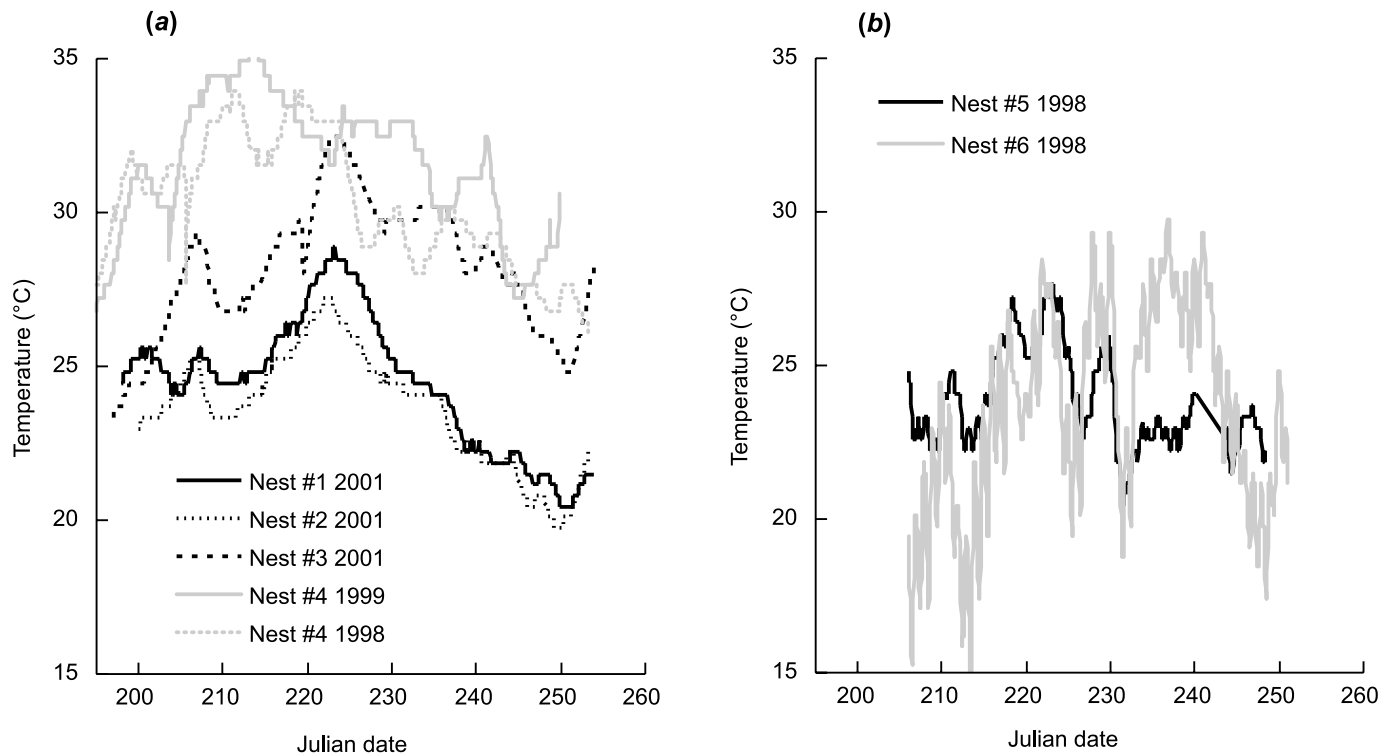 (a)
35
30
25
20
15
Temperature (°C)
Nest #1 2001
Nest #2 2001
Nest #3 2001
Nest #4 1999
Nest #4 1998
200 210 220 230 240 250 260
Julian date
(b)
35
30
25
20
15
Temperature (°C)
Nest #5 1998
Nest #6 1998
200 210 220 230 240 250 260
Julian date